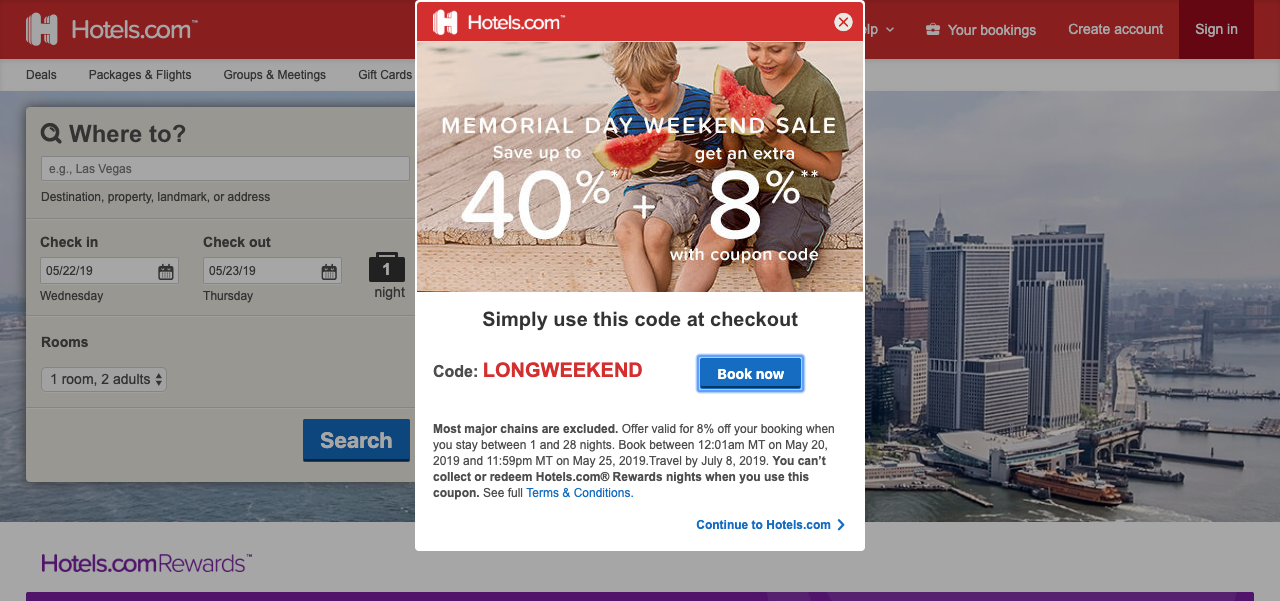 Hotels.com™
Your bookings
Create account
Sign in
Deals
Packages & Flights
Groups & Meetings
Gift Cards
Where to?
e.g., Las Vegas
Destination, property, landmark, or address
Check in
Check out
05/22/19
05/23/19
1
night
Wednesday
Thursday
Rooms
1 room, 2 adults
Search
Hotels.com™
MEMORIAL DAY WEEKEND SALE
Save up to
get an extra
40%* + 8%**
with coupon code
Simply use this code at checkout
Code: LONGWEEKEND
Book now
Most major chains are excluded. Offer valid for 8% off your booking when
you stay between 1 and 28 nights. Book between 12:01am MT on May 20,
2019 and 11:59pm MT on May 25, 2019.Travel by July 8, 2019. You can't
collect or redeem Hotels.com® Rewards nights when you use this
coupon. See full Terms & Conditions.
Continue to Hotels.com
Hotels.com Rewards™